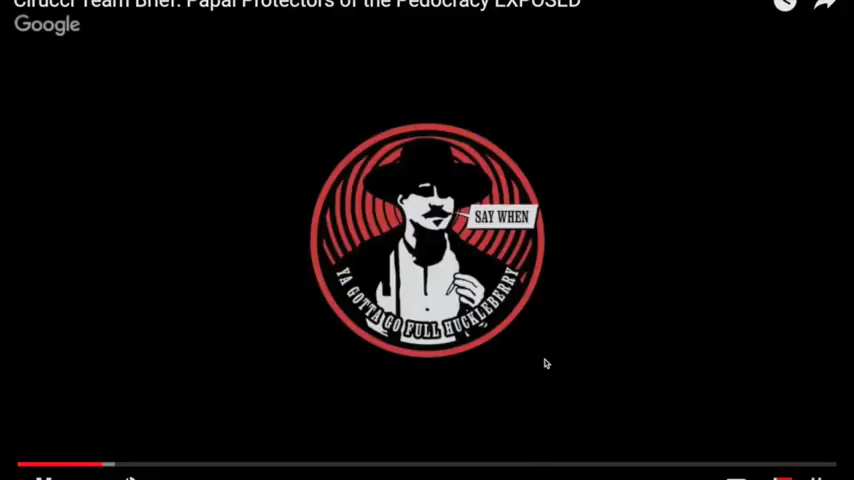 Cirucci Team Brief: Papal Protectors of the Pedocracy EXPOSED
Google
SAY WHEN
YA GOTTA GO FULL HUCKLEBERRY